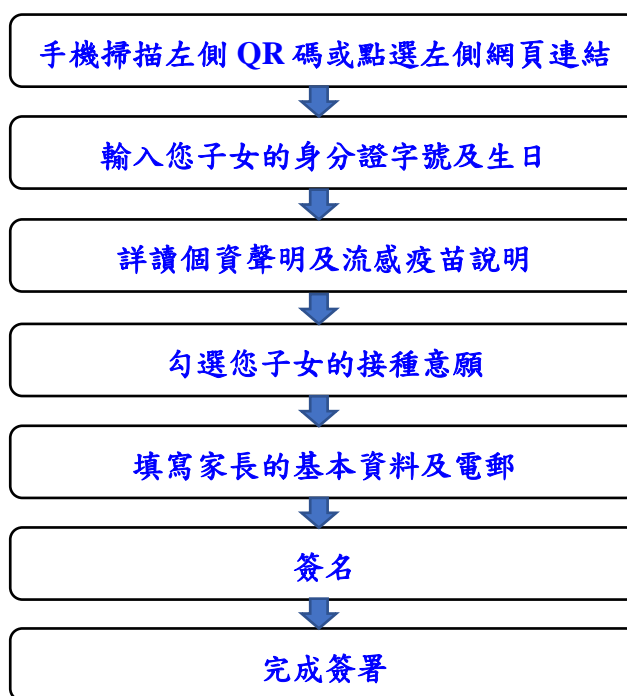 手機掃描左側 QR 碼或點選左側網頁連結
輸入您子女的身分證字號及生日
詳讀個資聲明及流感疫苗說明
勾選您子女的接種意願
填寫家長的基本資料及電郵
簽名
完成簽署